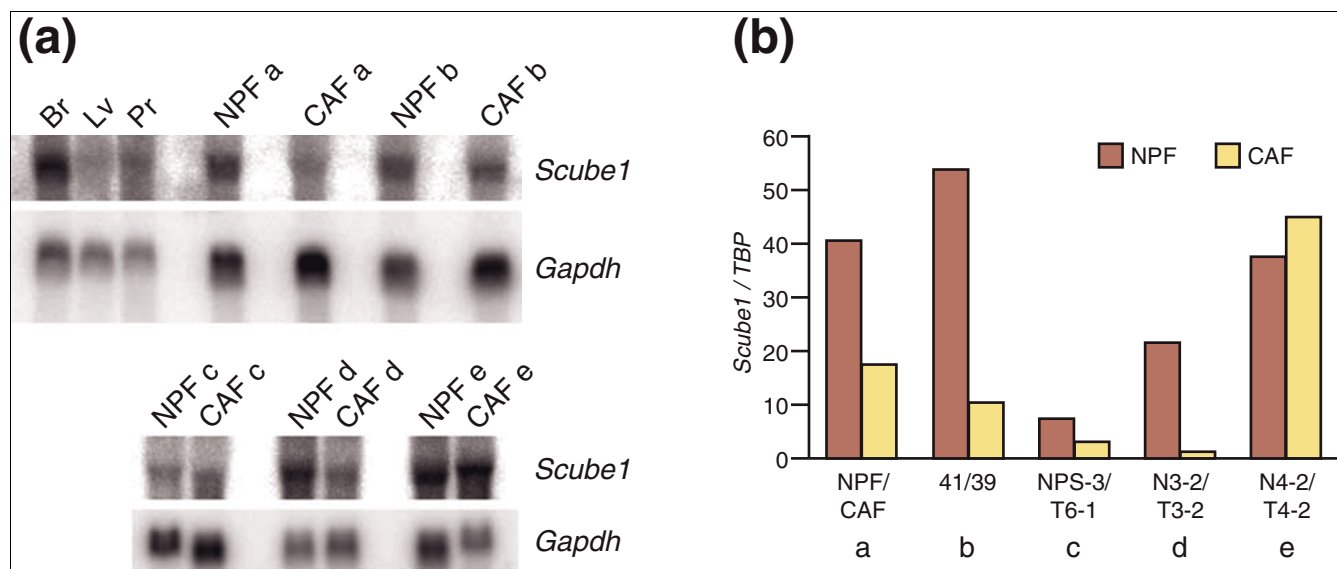 (a)
Br Lv Pr NPF a CAF a NPF b CAF b
Scube1
Gapdh
NPF c CAF c NPF d CAF d NPF e CAF e
Scube1
Gapdh
(b)
NPF CAF
Scube1 / TBP
60
50
40
30
20
10
0
NPF/ 41/39 NPS-3/ N3-2/ N4-2/
CAF T6-1 T3-2 T4-2
a b c d e